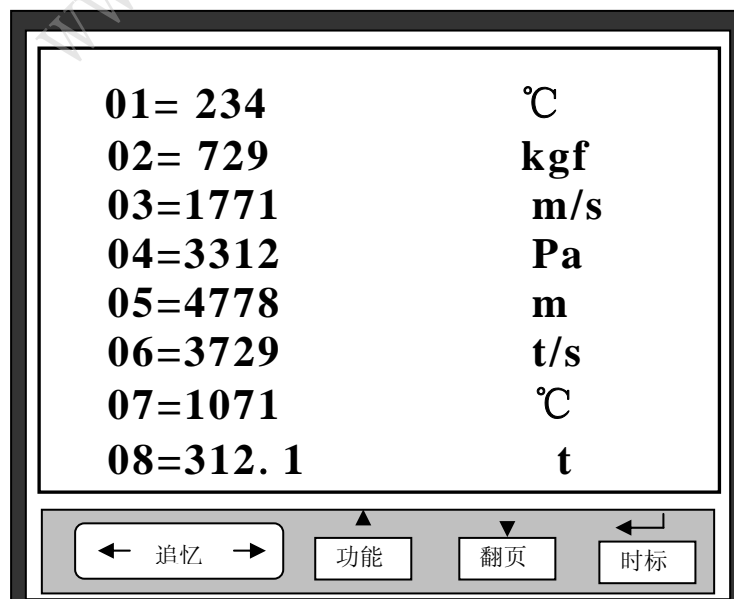 01= 234 ℃
02= 729 kgf
03=1771 m/s
04=3312 Pa
05=4778 m
06=3729 t/s
07=1071 ℃
08=312. 1 t
追忆 功能 翻页 时标